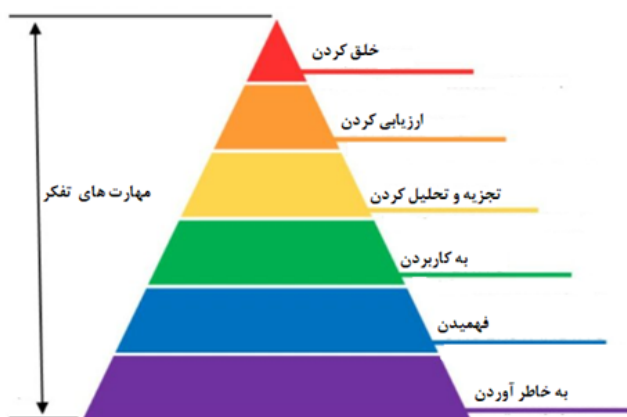 خلق کردن
ارزیابی کردن
تجزیه و تحلیل کردن
مهارت های تفکر
به کاربردن
فهمیدن
به خاطر آوردن